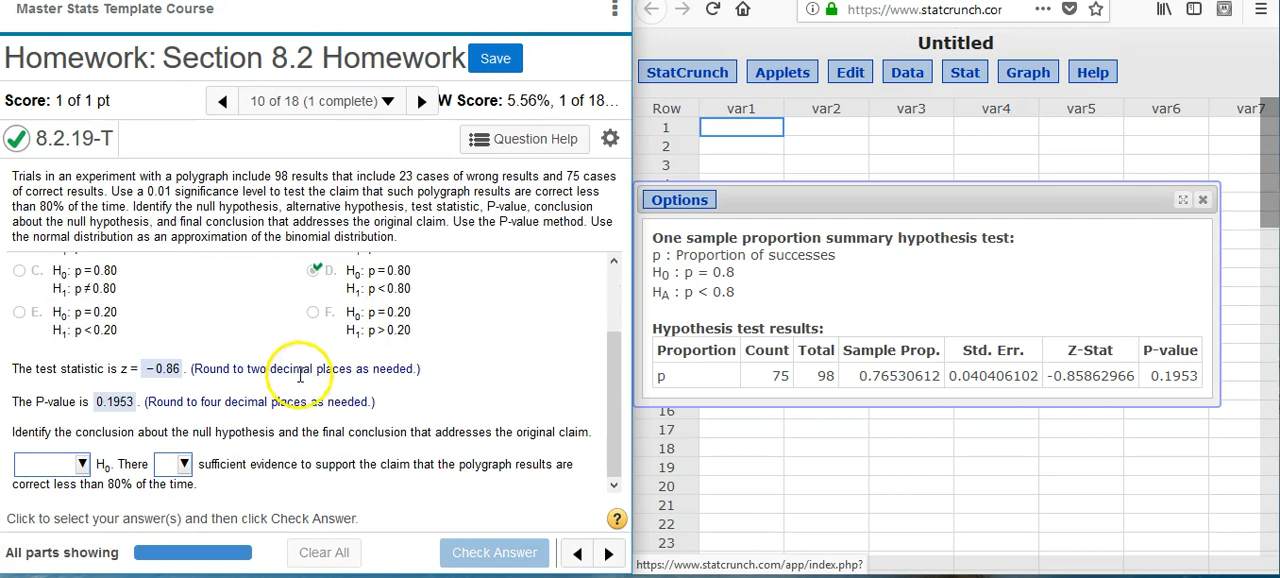 Master Stats Template Course
Homework: Section 8.2 Homework
Save
Score: 1 of 1 pt
10 of 18 (1 complete)
W Score: 5.56%, 1 of 18...
8.2.19-T
Question Help
Trials in an experiment with a polygraph include 98 results that include 23 cases of wrong results and 75 cases
of correct results. Use a 0.01 significance level to test the claim that such polygraph results are correct less
than 80% of the time. Identify the null hypothesis, alternative hypothesis, test statistic, P-value, conclusion
about the null hypothesis, and final conclusion that addresses the original claim. Use the P-value method. Use
the normal distribution as an approximation of the binomial distribution.
C. H₀: p=0.80
H₁: p≠0.80
D. H₀: p=0.80
H₁: p<0.80
E. H₀: p=0.20
H₁: p<0.20
F. H₀: p=0.20
H₁: p>0.20
The test statistic is z = −0.86 . (Round to two decimal places as needed.)
The P-value is 0.1953 . (Round to four decimal places as needed.)
Identify the conclusion about the null hypothesis and the final conclusion that addresses the original claim.
H₀. There sufficient evidence to support the claim that the polygraph results are
correct less than 80% of the time.
Click to select your answer(s) and then click Check Answer.
?
All parts showing
Clear All
Check Answer
https://www.statcrunch.cor
Untitled
StatCrunch Applets Edit Data Stat Graph Help
Row var1 var2 var3 var4 var5 var6 var7
1
2
3
Options
One sample proportion summary hypothesis test:
p : Proportion of successes
H₀ : p = 0.8
Hᴀ : p < 0.8
Hypothesis test results:
Proportion Count Total Sample Prop. Std. Err. Z-Stat P-value
p 75 98 0.76530612 0.040406102 -0.85862966 0.1953
16
17
18
19
20
21
22
23
https://www.statcrunch.com/app/index.php?